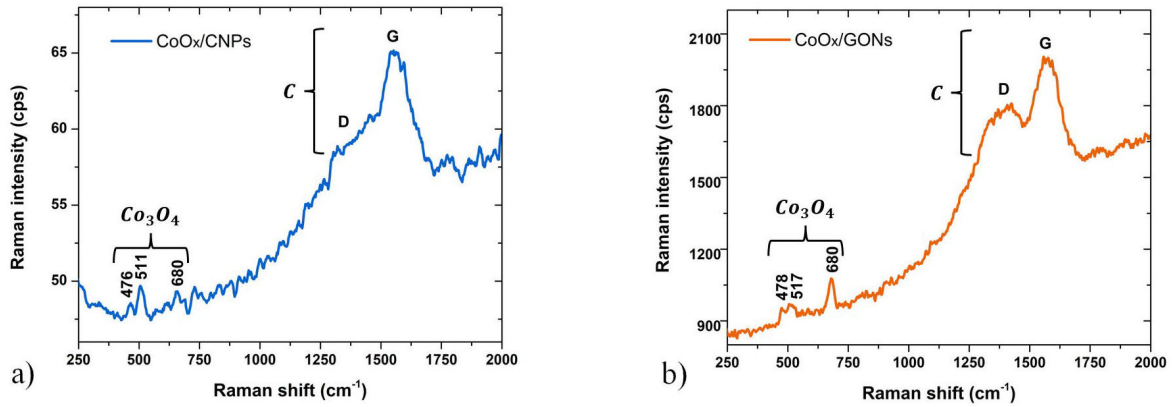 CoOx/CNPs
G
C
D
Co₃O₄
476
511
680
65
60
55
50
Raman intensity (cps)
250 500 750 1000 1250 1500 1750 2000
Raman shift (cm⁻¹)
a)
CoOx/GONs
G
C
D
Co₃O₄
478
517
680
2100
1800
1500
1200
900
Raman intensity (cps)
250 500 750 1000 1250 1500 1750 2000
Raman shift (cm⁻¹)
b)